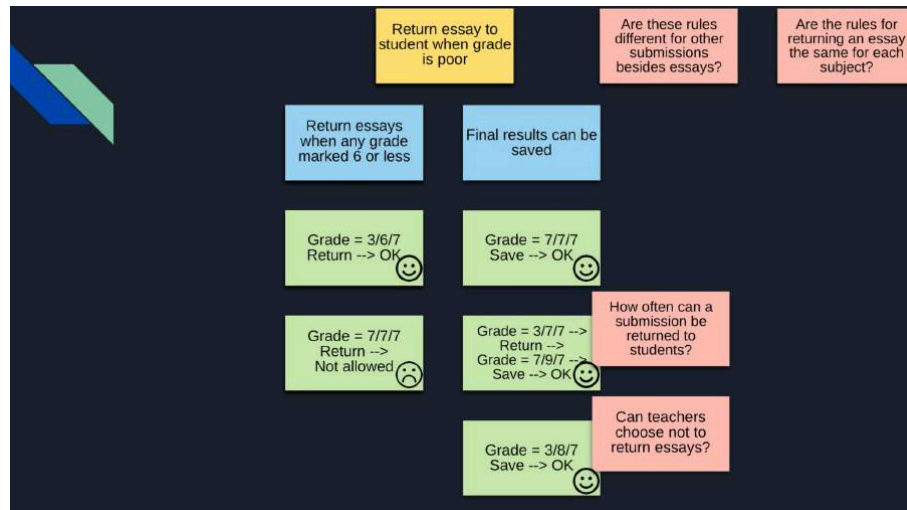 Return essay to
student when grade
is poor
Are these rules
different for other
submissions
besides essays?
Are the rules for
returning an essay
the same for each
subject?
Return essays
when any grade
marked 6 or less
Final results can be
saved
Grade = 3/6/7
Return --> OK
Grade = 7/7/7
Save --> OK
Grade = 7/7/7
Return -->
Not allowed
Grade = 3/7/7 -->
Return -->
Grade = 7/9/7 -->
Save --> OK
How often can a
submission be
returned to
students?
Grade = 3/8/7
Save --> OK
Can teachers
choose not to
return essays?